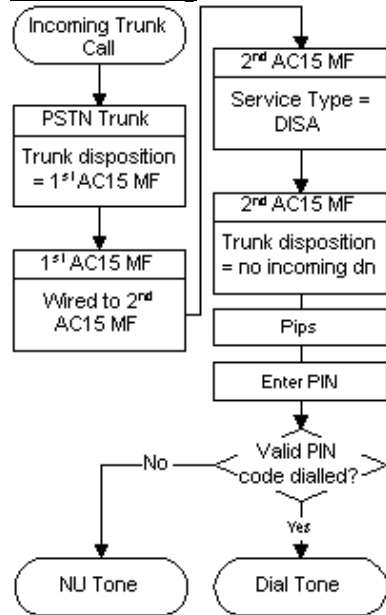 Incoming Trunk
Call
PSTN Trunk
Trunk disposition
= 1st AC15 MF
1st AC15 MF
Wired to 2nd
AC15 MF
2nd AC15 MF
Service Type =
DISA
2nd AC15 MF
Trunk disposition
= no incoming dn
Pips
Enter PIN
Valid PIN
code dialled?
No
Yes
NU Tone
Dial Tone